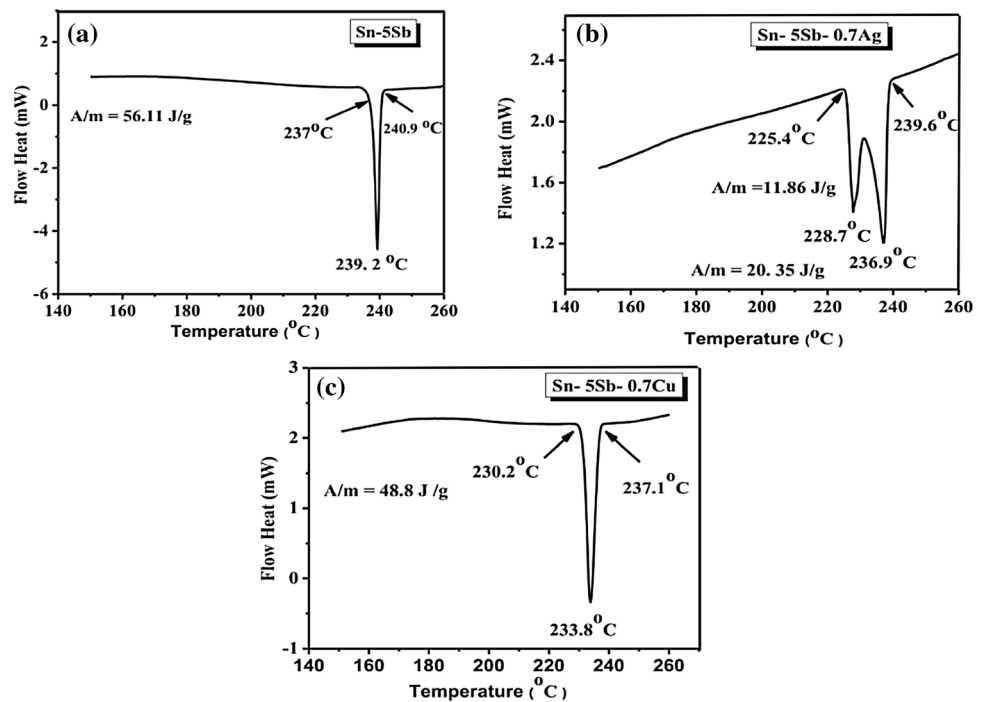 (a)
Sn-5Sb
2
0
-2
-4
-6
Flow Heat (mW)
A/m = 56.11 J/g
237°C
240.9 °C
239. 2 °C
140 160 180 200 220 240 260
Temperature (°C )
(b)
Sn- 5Sb- 0.7Ag
2.4
2.0
1.6
1.2
Flow Heat (mW)
225.4°C
239.6°C
A/m =11.86 J/g
228.7°C
236.9°C
A/m = 20. 35 J/g
140 160 180 200 220 240 260
Temperature (°C )
(c)
Sn- 5Sb- 0.7Cu
3
2
1
0
-1
Flow Heat (mW)
230.2°C
237.1°C
A/m = 48.8 J /g
233.8°C
140 160 180 200 220 240 260
Temperature (°C )